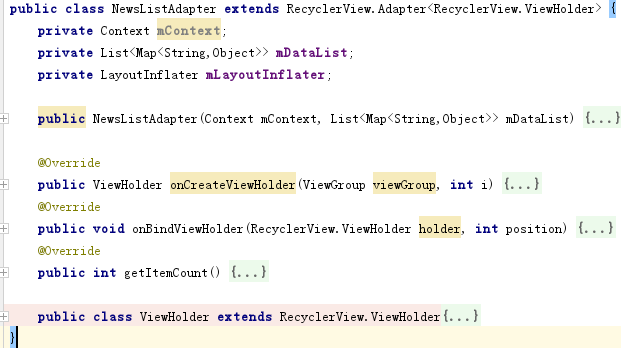 public class NewsListAdapter extends RecyclerView.Adapter<RecyclerView.ViewHolder> {
private Context mContext;
private List<Map<String,Object>> mDataList;
private LayoutInflater mLayoutInflater;
public NewsListAdapter(Context mContext, List<Map<String,Object>> mDataList) {...}
@Override
public ViewHolder onCreateViewHolder(ViewGroup viewGroup, int i) {...}
@Override
public void onBindViewHolder(RecyclerView.ViewHolder holder, int position) {...}
@Override
public int getItemCount() {...}
public class ViewHolder extends RecyclerView.ViewHolder{...}
}